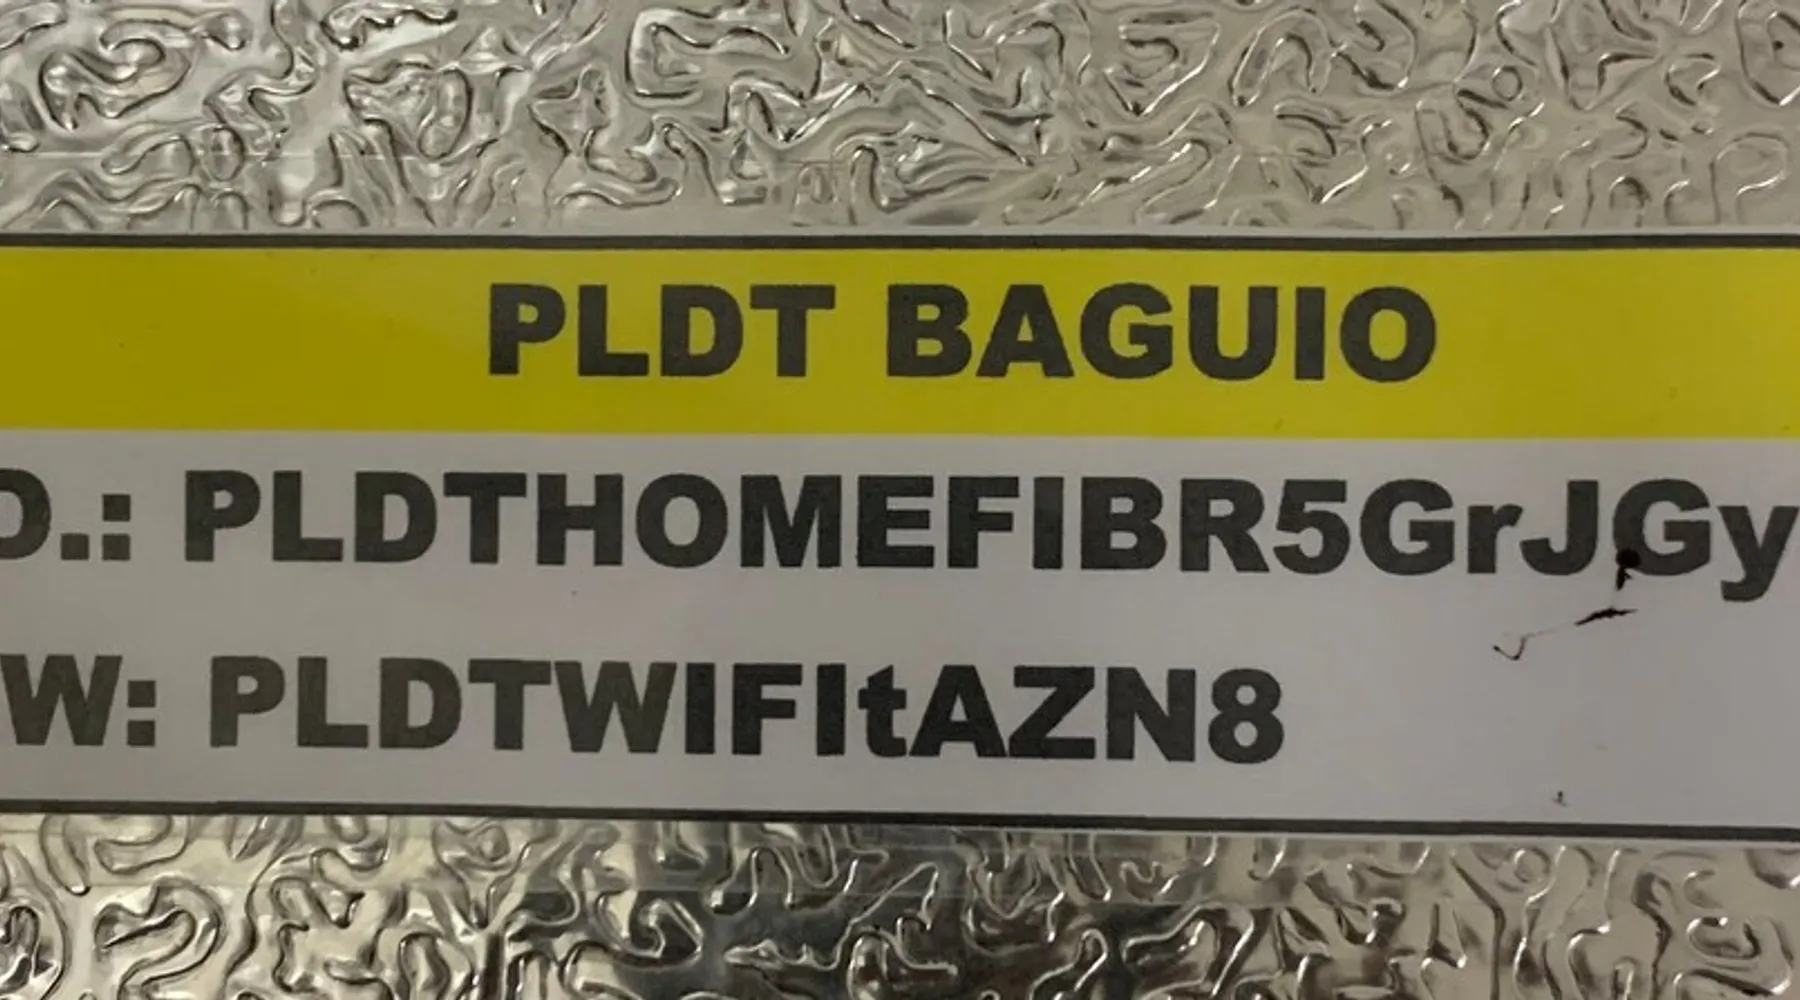 PLDT BAGUIO
O.: PLDTHOMEFIBR5GrJGy
W: PLDTWIFItAZN8